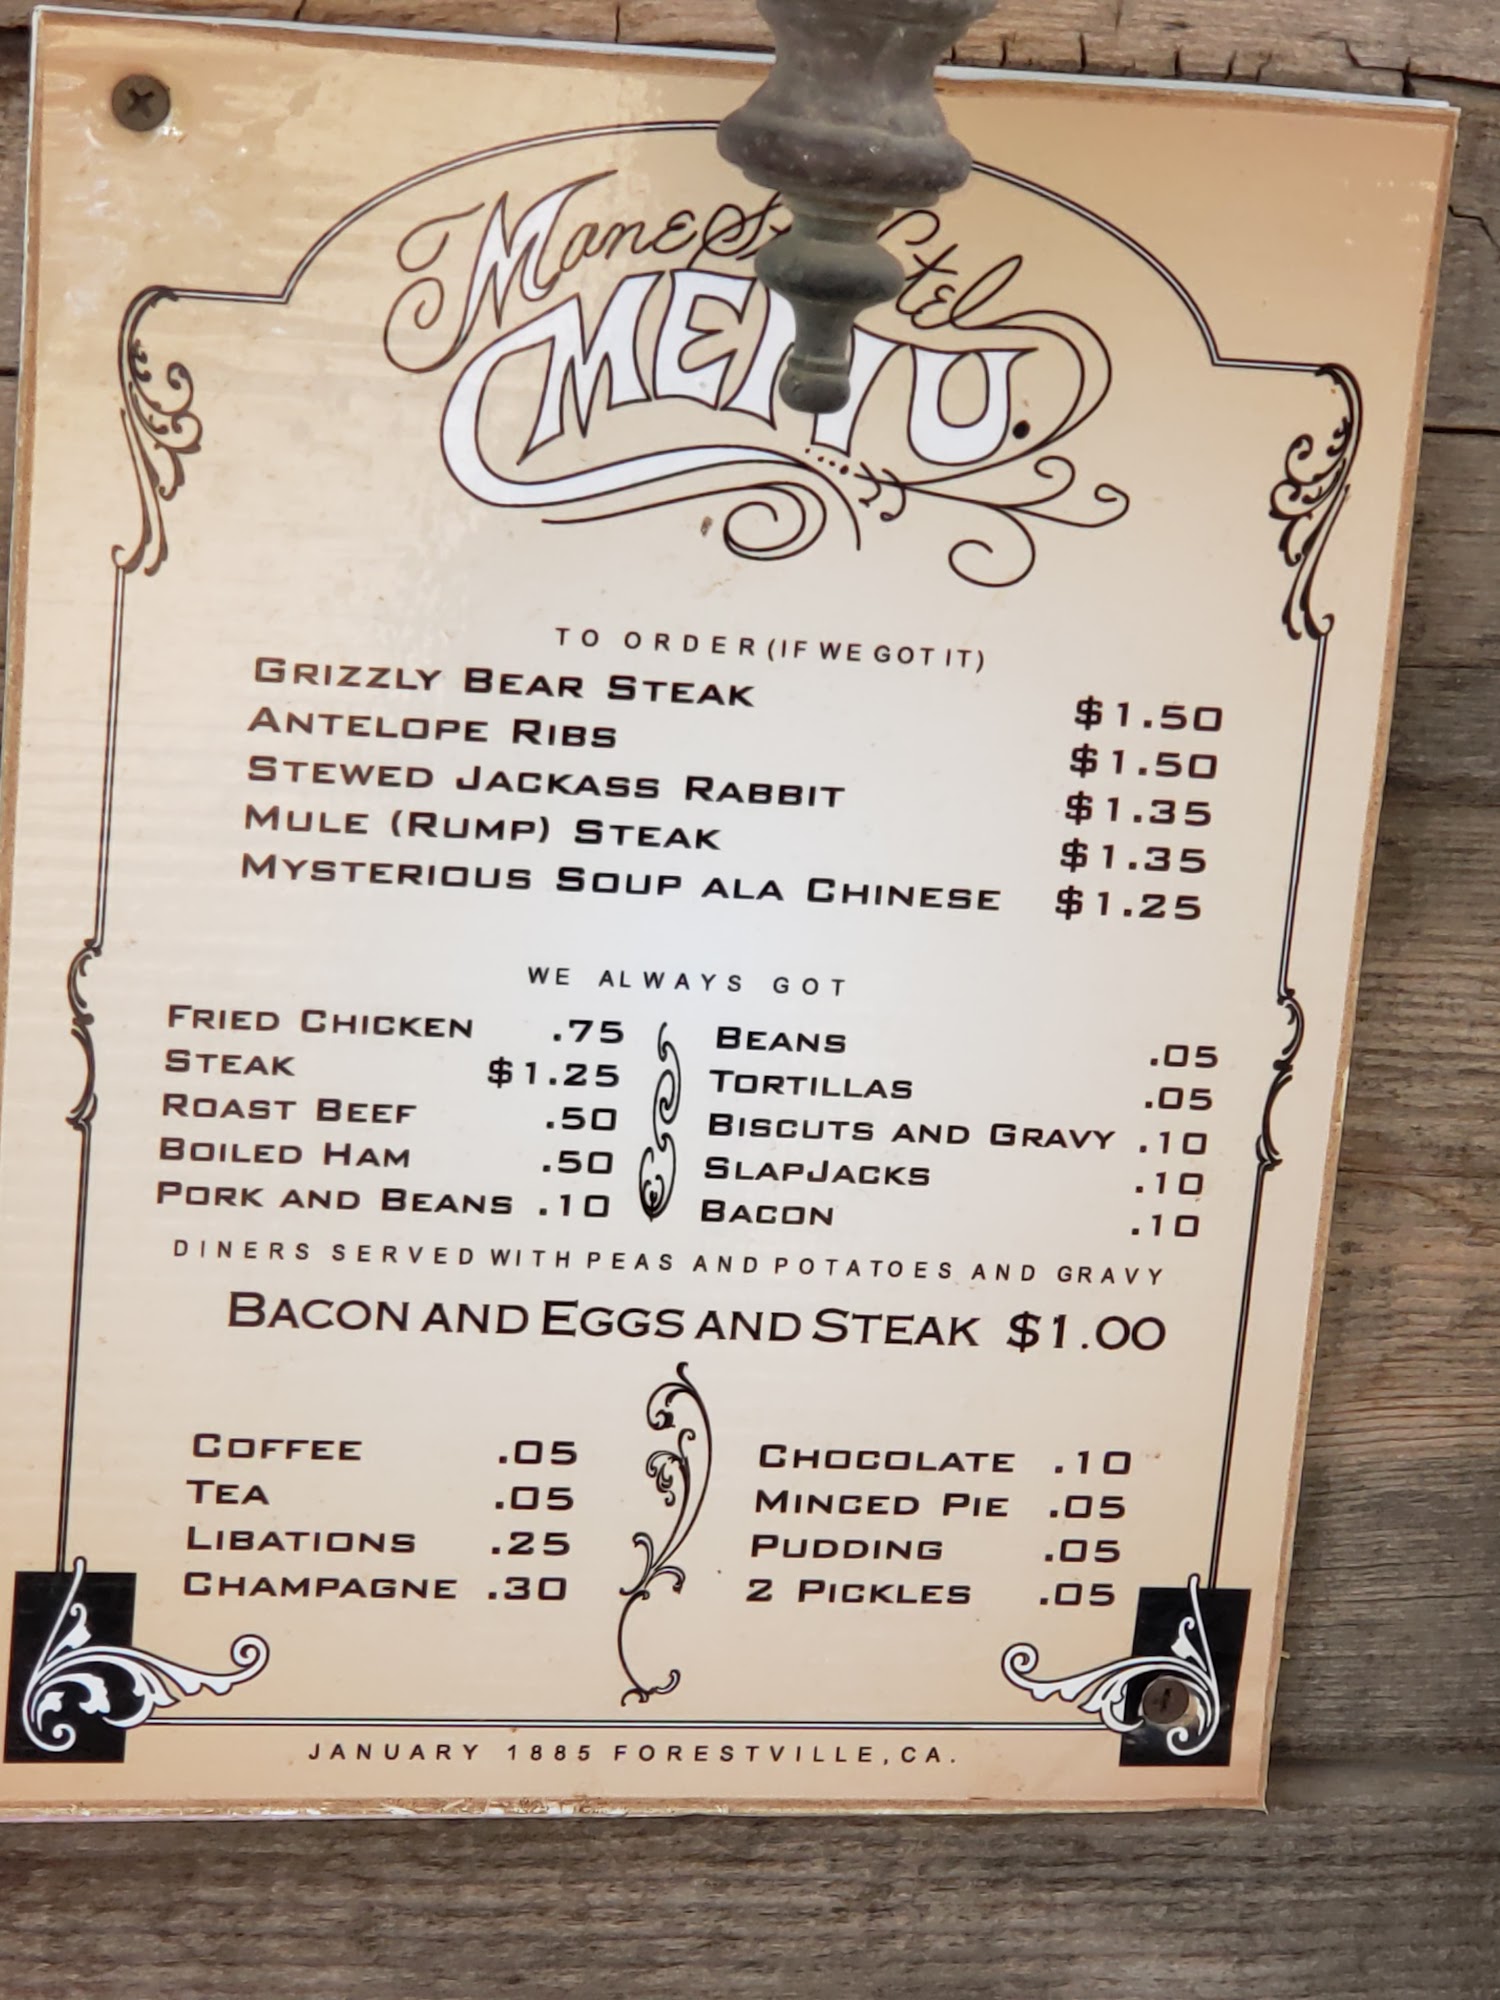 MENU.
TO ORDER (IF WE GOT IT)
GRIZZLY BEAR STEAK $1.50
ANTELOPE RIBS $1.50
STEWED JACKASS RABBIT $1.35
MULE (RUMP) STEAK $1.35
MYSTERIOUS SOUP ALA CHINESE $1.25
WE ALWAYS GOT
FRIED CHICKEN .75
STEAK $1.25
ROAST BEEF .50
BOILED HAM .50
PORK AND BEANS .10
BEANS .05
TORTILLAS .05
BISCUTS AND GRAVY .10
SLAPJACKS .10
BACON .10
DINERS SERVED WITH PEAS AND POTATOES AND GRAVY
BACON AND EGGS AND STEAK $1.00
COFFEE .05
TEA .05
LIBATIONS .25
CHAMPAGNE .30
CHOCOLATE .10
MINCED PIE .05
PUDDING .05
2 PICKLES .05
JANUARY 1885 FORESTVILLE, CA.